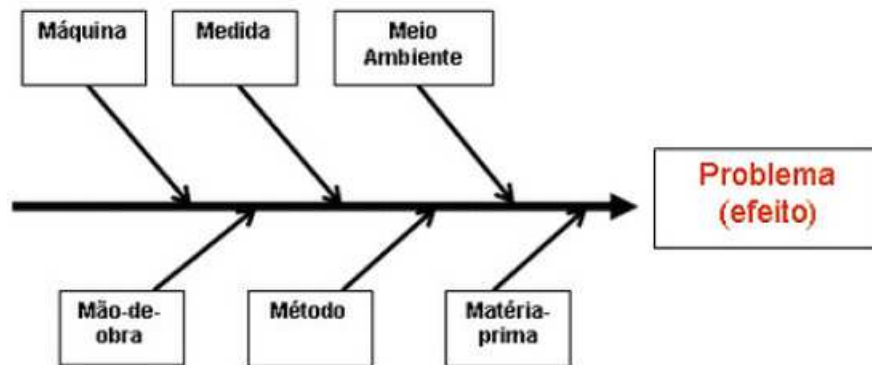 Máquina
Medida
Meio
Ambiente
Problema
(efeito)
Mão-de-
obra
Método
Matéria-
prima